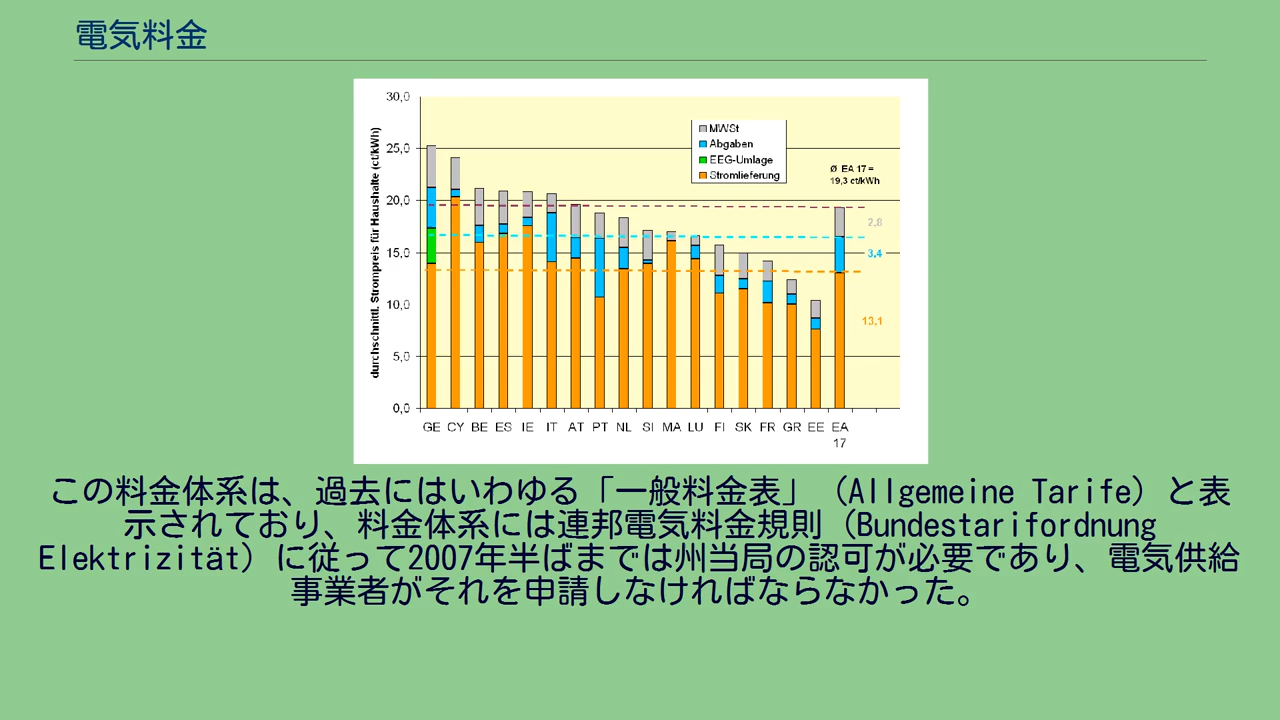 電気料金
durchschnittl. Strompreis für Haushalte (ct/kWh)
30,0
25,0
20,0
15,0
10,0
5,0
0,0
MWSt
Abgaben
EEG-Umlage
Stromlieferung
Ø EA 17 =
19,3 ct/kWh
2,8
3,4
13,1
GE CY BE ES IE IT AT PT NL SI MA LU FI SK FR GR EE EA
17
この料金体系は、過去にはいわゆる「一般料金表」（Allgemeine Tarife）と表
示されており、料金体系には連邦電気料金規則（Bundestarifordnung
Elektrizität）に従って2007年半ばまでは州当局の認可が必要であり、電気供給
事業者がそれを申請しなければならなかった。